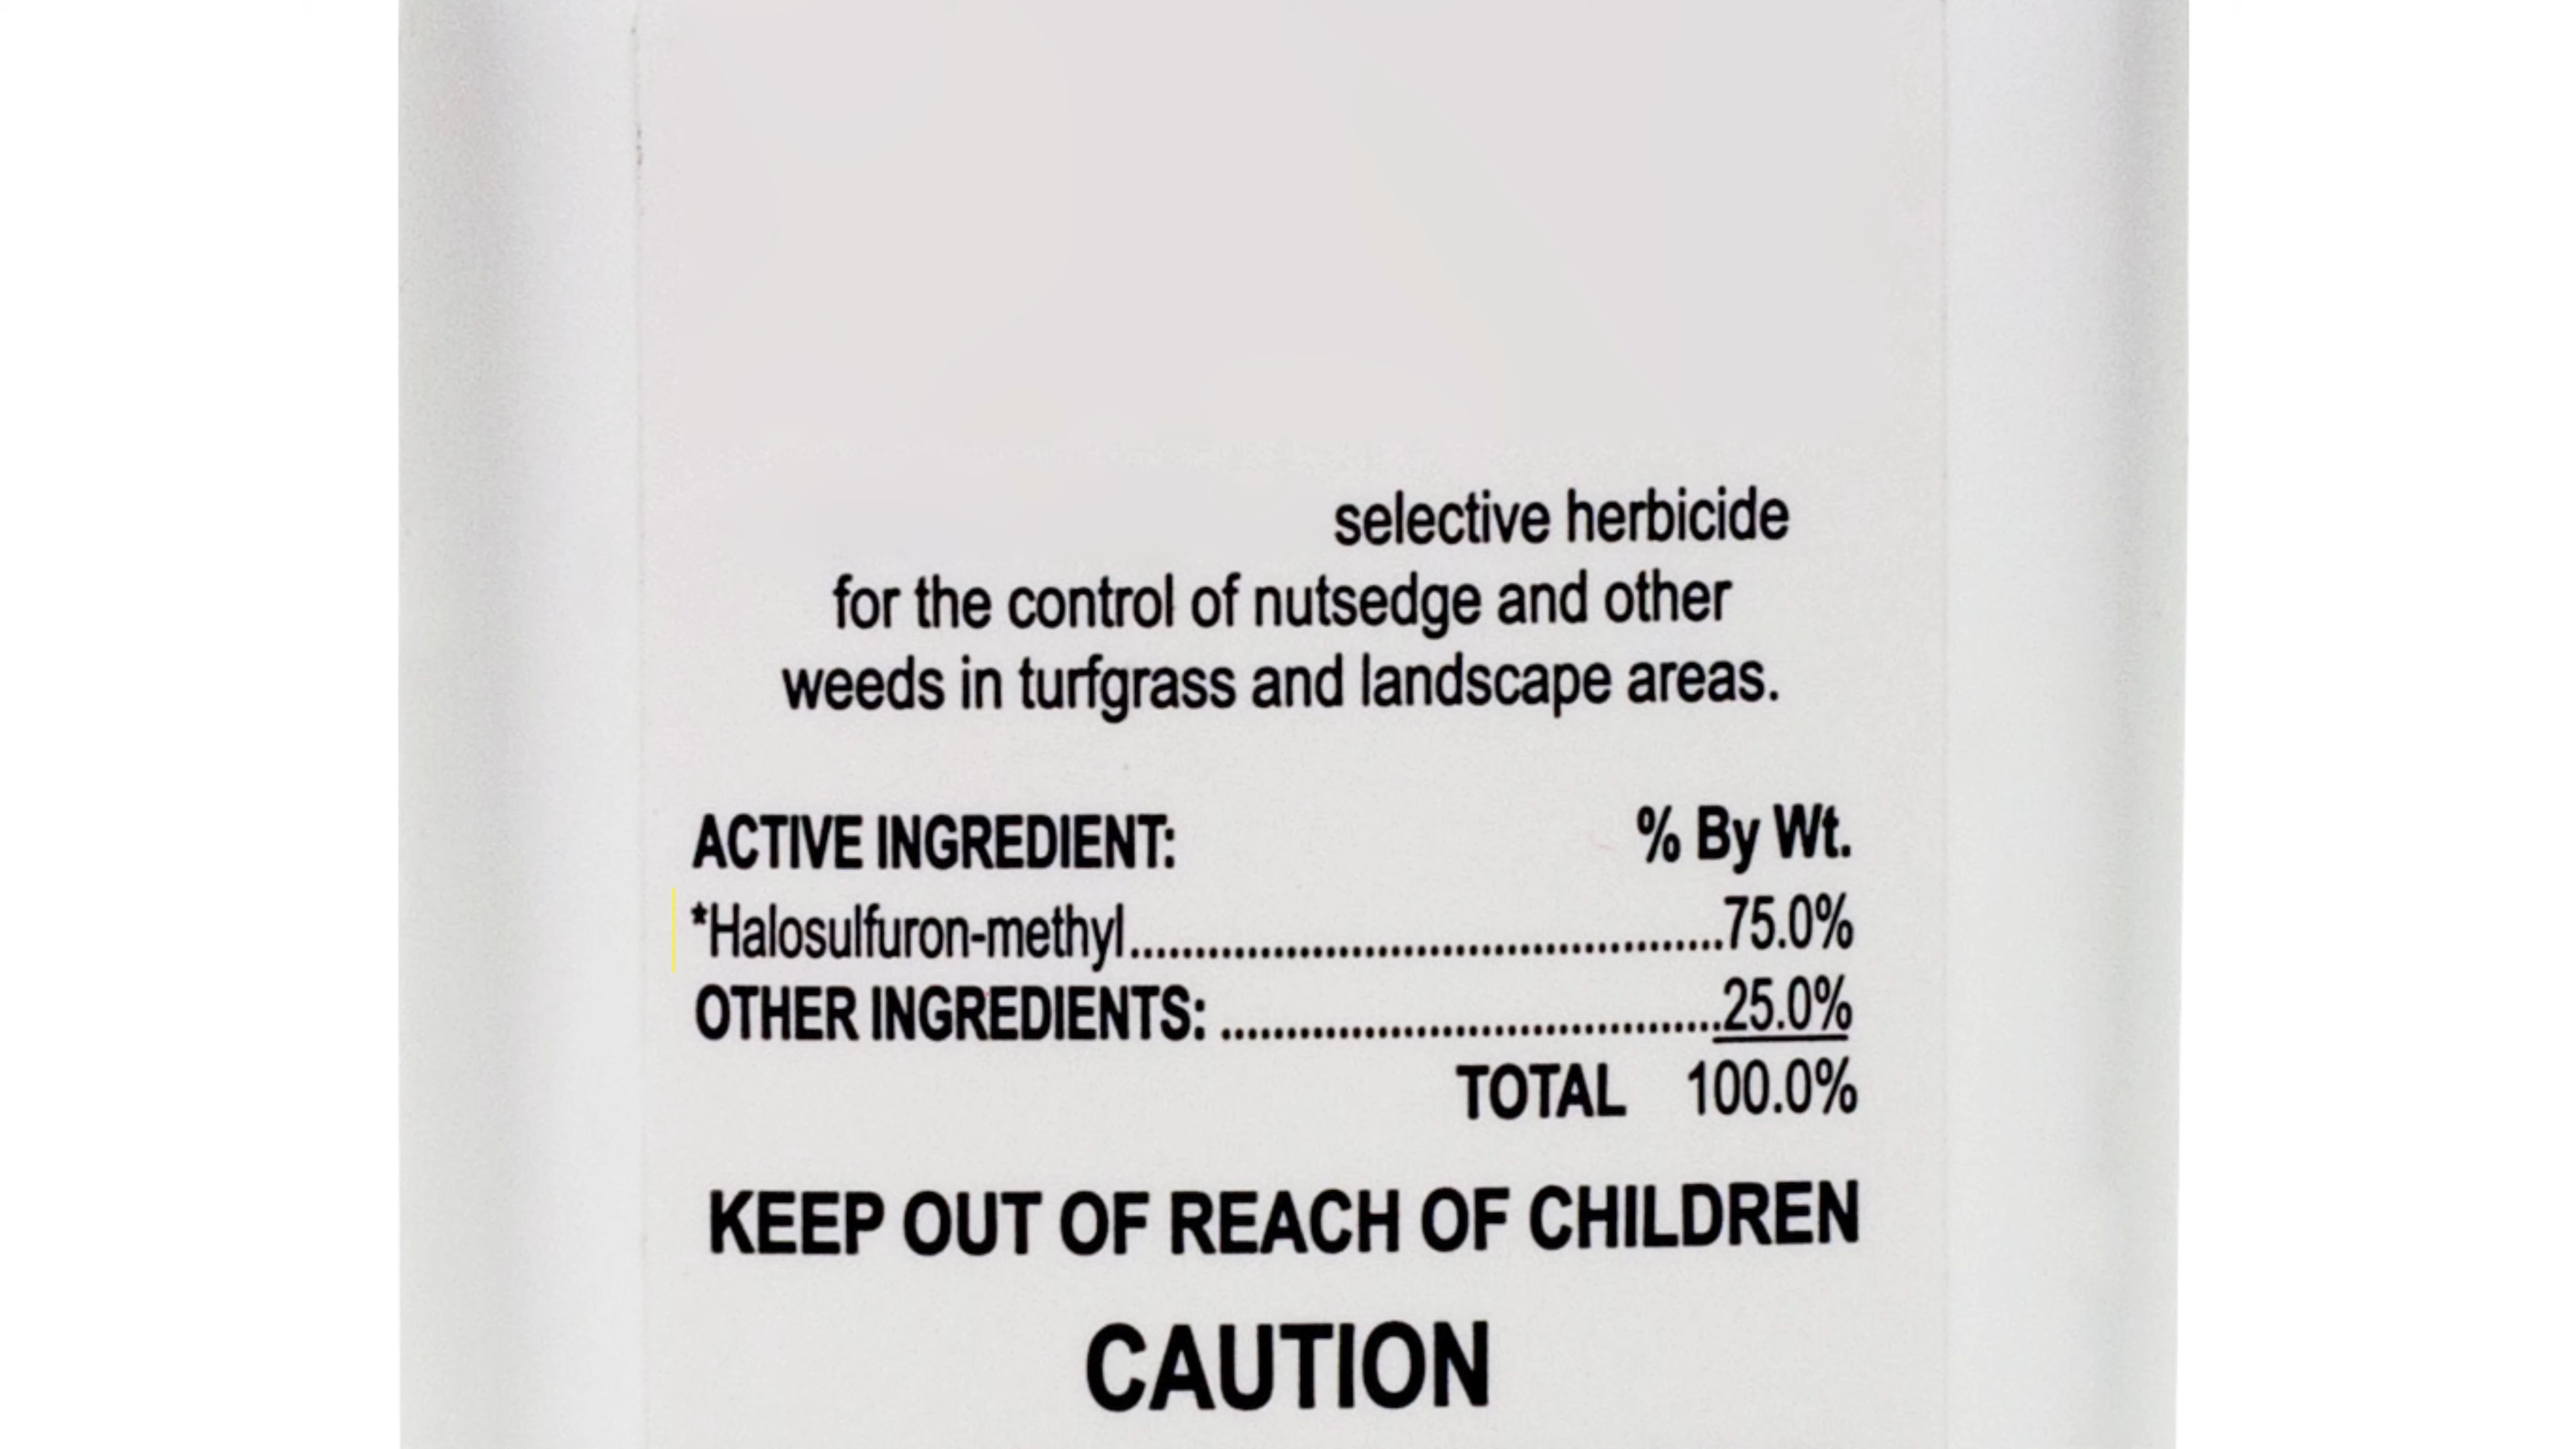 selective herbicide
for the control of nutsedge and other
weeds in turfgrass and landscape areas.
ACTIVE INGREDIENT: % By Wt.
*Halosulfuron-methyl..............................................75.0%
OTHER INGREDIENTS: ......................................25.0%
TOTAL 100.0%
KEEP OUT OF REACH OF CHILDREN
CAUTION